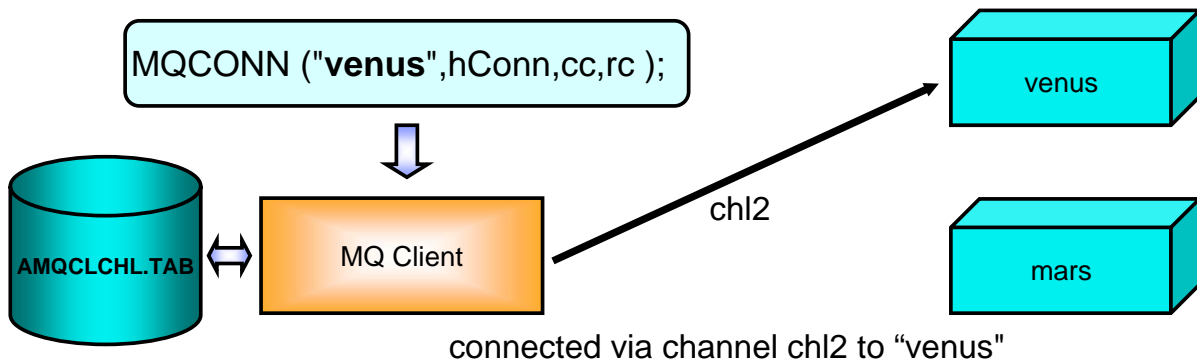 MQCONN ("venus",hConn,cc,rc );
venus
chl2
AMQCLCHL.TAB
MQ Client
mars
connected via channel chl2 to “venus"